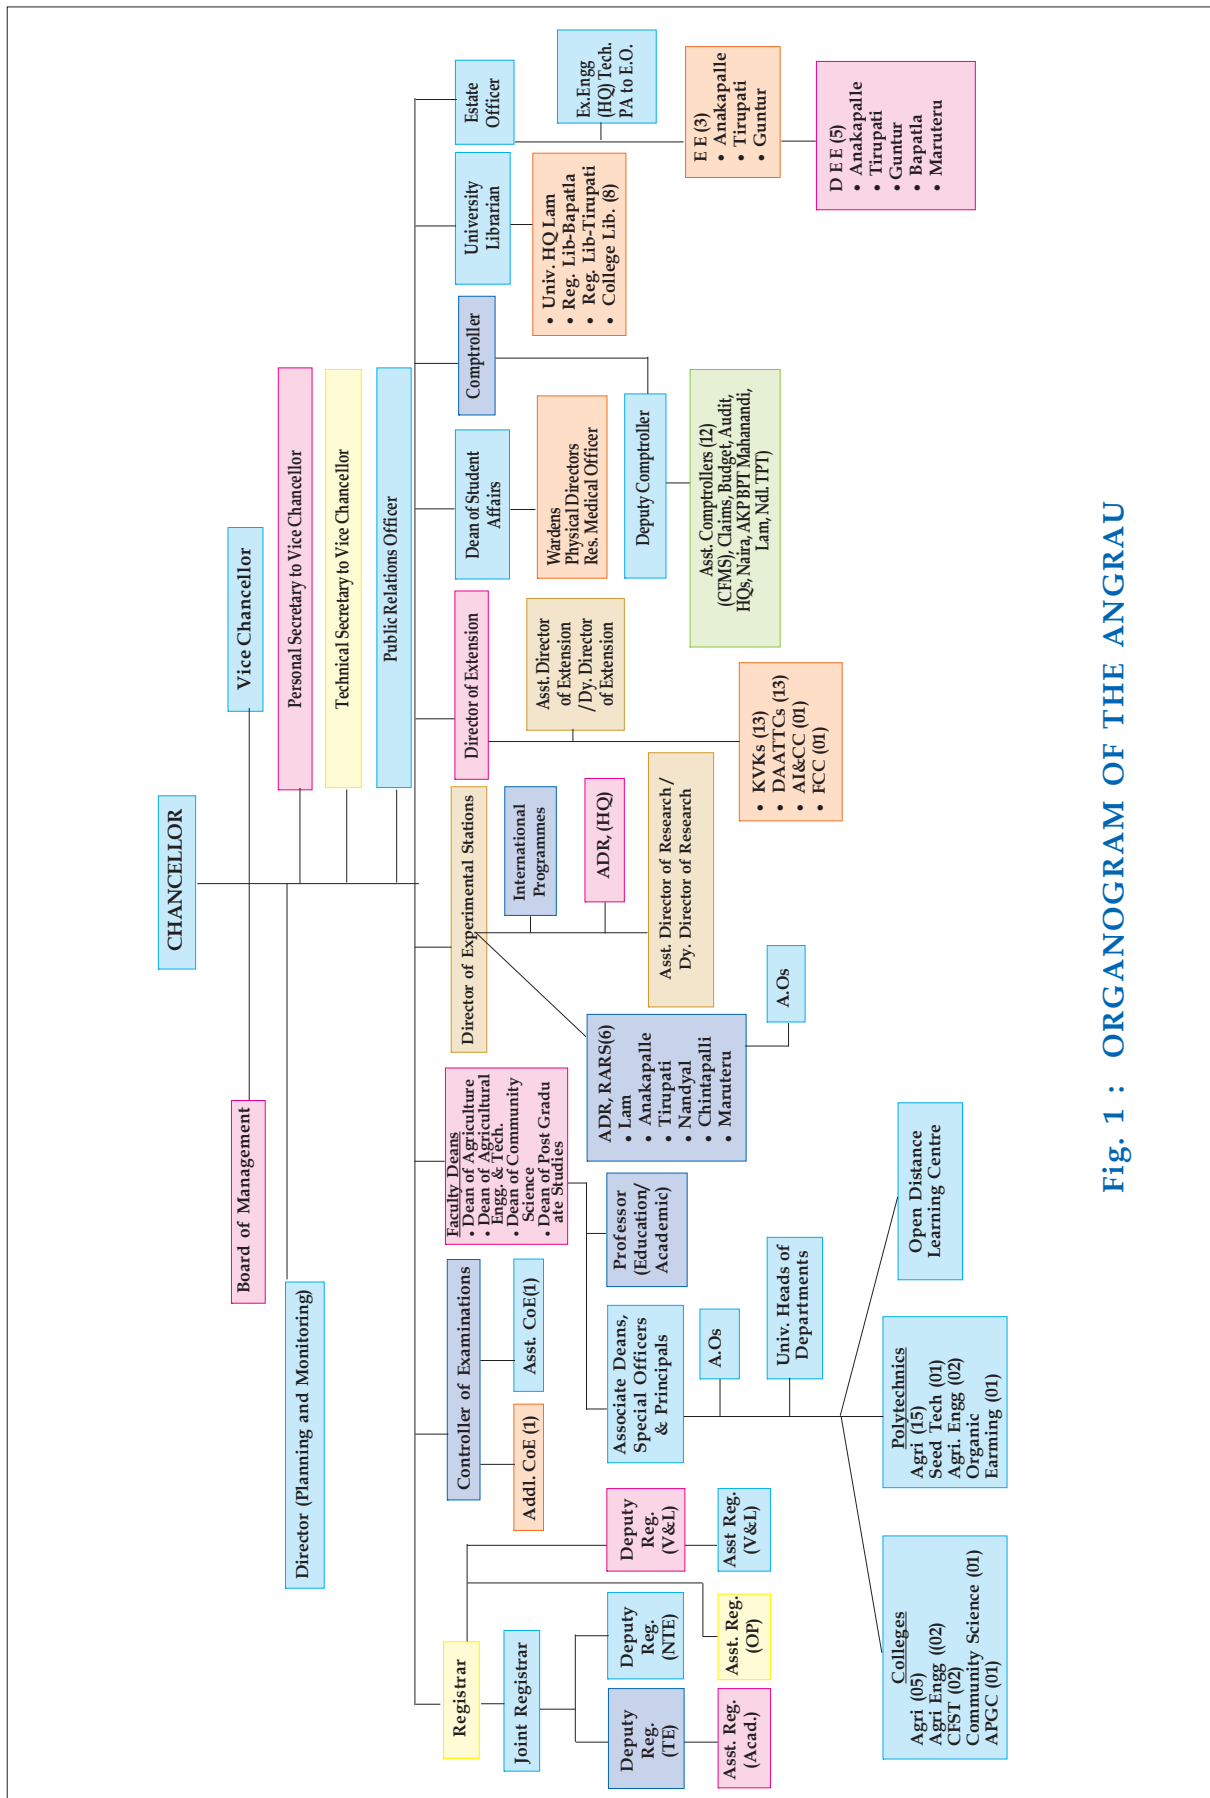 CHANCELLOR
Board of Management
Vice Chancellor
Director (Planning and Monitoring)
Personal Secretary to Vice Chancellor
Technical Secretary to Vice Chancellor
Public Relations Officer
Registrar
Controller of Examinations
Faculty Deans
• Dean of Agriculture
• Dean of Agricultural
Engg. & Tech.
• Dean of Community
Science
• Dean of Post Gradu
ate Studies
Director of Experimental Stations
Director of Extension
Dean of Student
Affairs
Comptroller
University
Librarian
Estate
Officer
Joint Registrar
Addl. CoE (1)
Asst. CoE(1)
International
Programmes
Asst. Director
of Extension
/Dy. Director
of Extension
Wardens
Physical Directors
Res. Medical Officer
• Univ. HQ Lam
• Reg. Lib-Bapatla
• Reg. Lib-Tirupati
• College Lib. (8)
Ex.Engg
(HQ) Tech.
PA to E.O.
Deputy
Reg.
(TE)
Deputy
Reg.
(NTE)
Deputy
Reg.
(V&L)
Associate Deans,
Special Officers
& Principals
Professor
(Education/
Academic)
ADR, RARS(6)
• Lam
• Anakapalle
• Tirupati
• Nandyal
• Chintapalli
• Maruteru
ADR, (HQ)
Asst. Director of Research/
Dy. Director of Research
Deputy Comptroller
E E (3)
• Anakapalle
• Tirupati
• Guntur
Asst. Reg.
(Acad.)
Asst. Reg.
(OP)
Asst Reg.
(V&L)
A.Os
A.Os
• KVKs (13)
• DAATTCs (13)
• AI&CC (01)
• FCC (01)
Asst. Comptrollers (12)
(CFMS), Claims, Budget, Audit,
HQs, Naira, AKP BPT Mahanandi,
Lam, Ndl. TPT)
D E E (5)
• Anakapalle
• Tirupati
• Guntur
• Bapatla
• Maruteru
Univ. Heads of
Departments
Colleges
Agri (05)
Agri Engg ((02)
CFST (02)
Community Science (01)
APGC (01)
Polytechnics
Agri (15)
Seed Tech (01)
Agri. Engg (02)
Organic
Earming (01)
Open Distance
Learning Centre
Fig. 1 : ORGANOGRAM OF THE ANGRAU